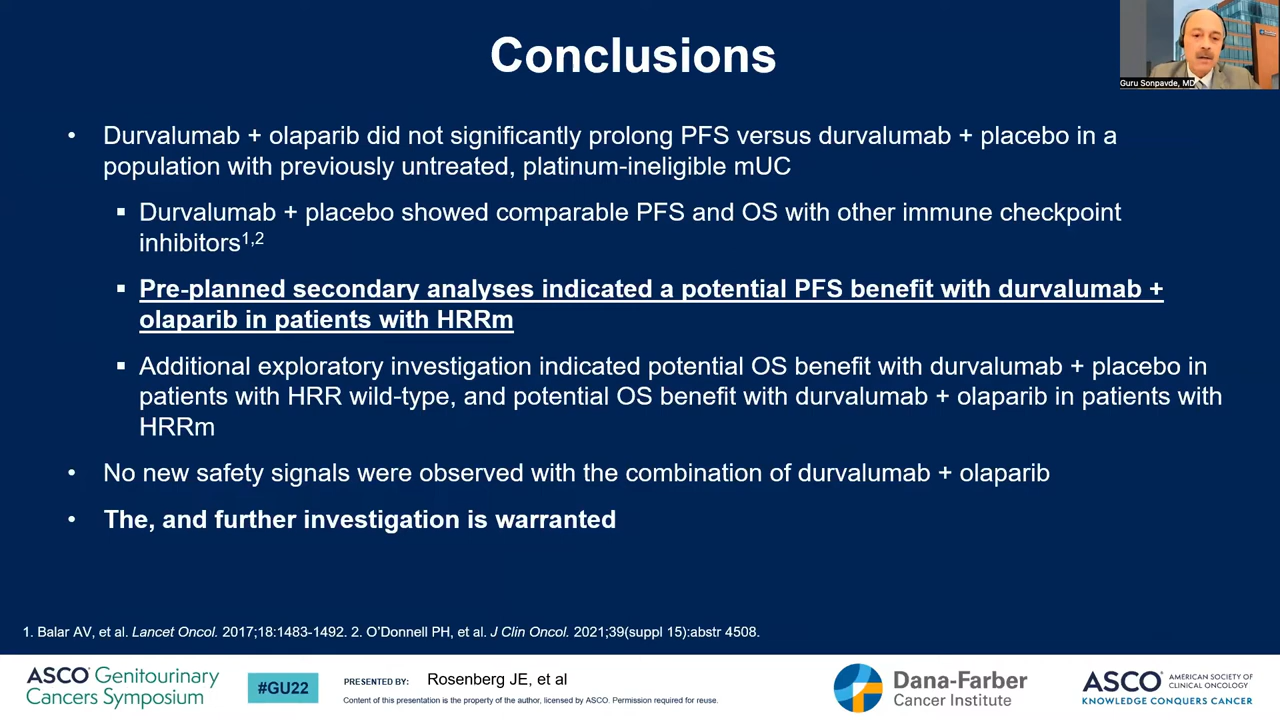 Conclusions
Guru Sonpavde, MD
• Durvalumab + olaparib did not significantly prolong PFS versus durvalumab + placebo in a
population with previously untreated, platinum-ineligible mUC
▪ Durvalumab + placebo showed comparable PFS and OS with other immune checkpoint
inhibitors1,2
▪ Pre-planned secondary analyses indicated a potential PFS benefit with durvalumab +
olaparib in patients with HRRm
▪ Additional exploratory investigation indicated potential OS benefit with durvalumab + placebo in
patients with HRR wild-type, and potential OS benefit with durvalumab + olaparib in patients with
HRRm
• No new safety signals were observed with the combination of durvalumab + olaparib
• The, and further investigation is warranted
1. Balar AV, et al. Lancet Oncol. 2017;18:1483-1492. 2. O’Donnell PH, et al. J Clin Oncol. 2021;39(suppl 15):abstr 4508.
ASCO Genitourinary
Cancers Symposium
#GU22
PRESENTED BY: Rosenberg JE, et al
Content of this presentation is the property of the author, licensed by ASCO. Permission required for reuse.
Dana-Farber
Cancer Institute
ASCO AMERICAN SOCIETY OF
CLINICAL ONCOLOGY
KNOWLEDGE CONQUERS CANCER